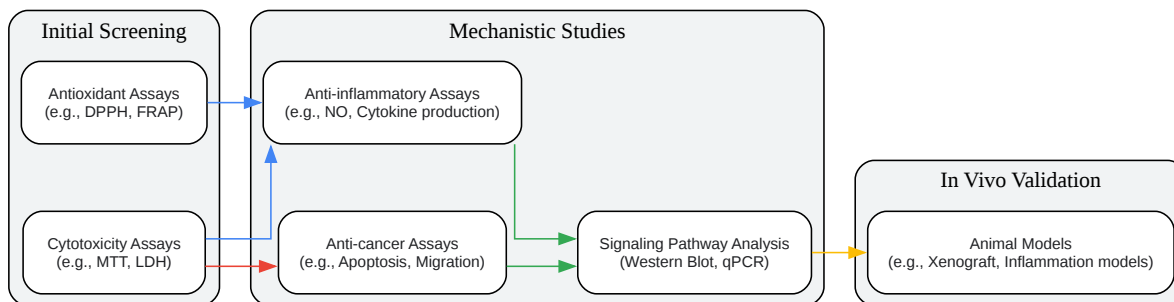 Initial Screening
Antioxidant Assays
(e.g., DPPH, FRAP)
Cytotoxicity Assays
(e.g., MTT, LDH)
Mechanistic Studies
Anti-inflammatory Assays
(e.g., NO, Cytokine production)
Anti-cancer Assays
(e.g., Apoptosis, Migration)
Signaling Pathway Analysis
(Western Blot, qPCR)
In Vivo Validation
Animal Models
(e.g., Xenograft, Inflammation models)